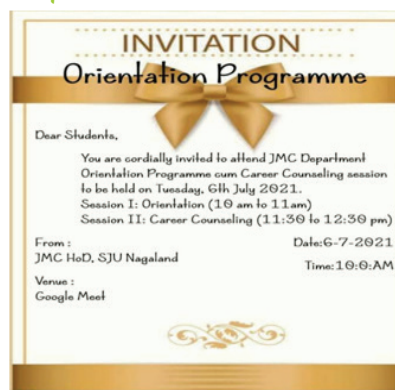 INVITATION
Orientation Programme
Dear Students,
You are cordially invited to attend JMC Department
Orientation Programme cum Career Counseling session
to be held on Tuesday, 6th July 2021.
Session I: Orientation (10 am to 11am)
Session II: Career Counseling (11:30 to 12:30 pm)
From :
JMC HoD, SJU Nagaland
Venue :
Google Meet
Date:6-7-2021
Time:10:0:AM